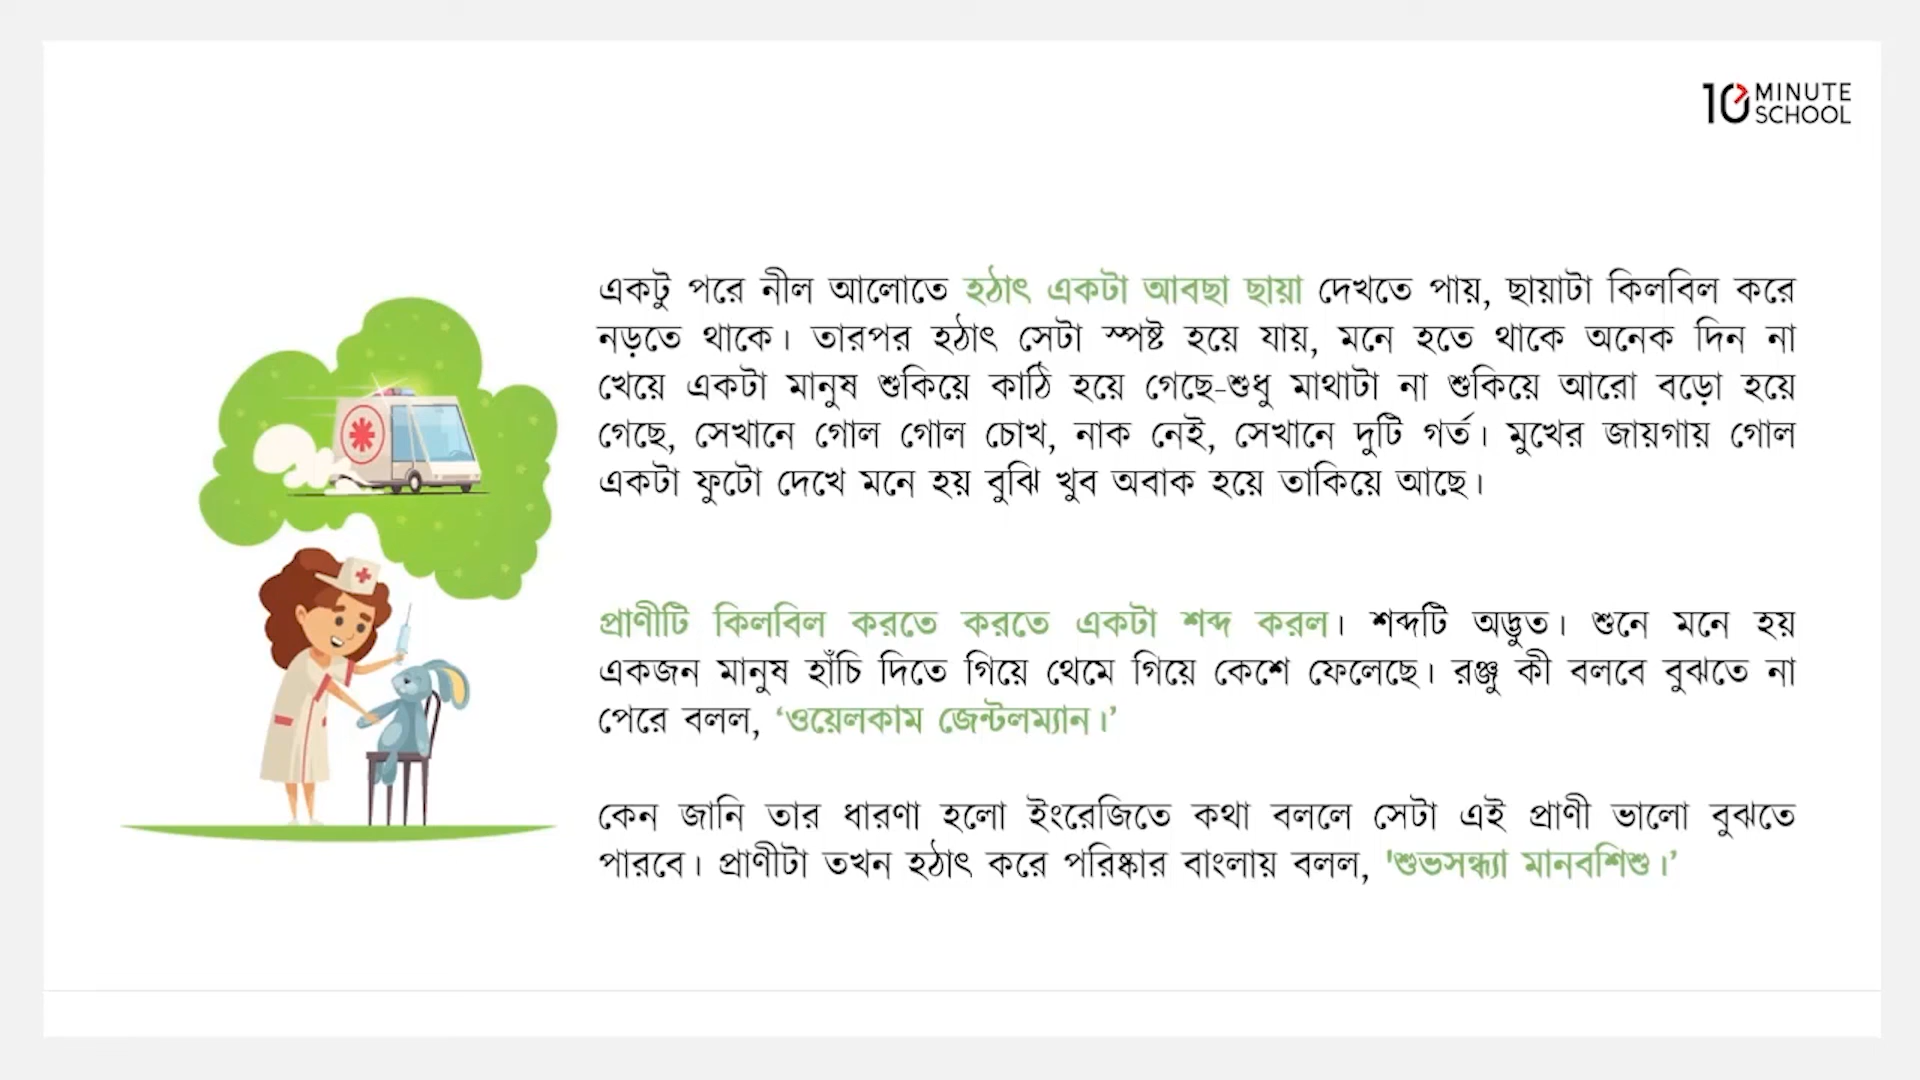 10 MINUTE
SCHOOL
একটু পরে নীল আলোতে হঠাৎ একটা আবছা ছায়া দেখতে পায়, ছায়াটা কিলবিল করে
নড়তে থাকে। তারপর হঠাৎ সেটা স্পষ্ট হয়ে যায়, মনে হতে থাকে অনেক দিন না
খেয়ে একটা মানুষ শুকিয়ে কাঠি হয়ে গেছে-শুধু মাথাটা না শুকিয়ে আরো বড়ো হয়ে
গেছে, সেখানে গোল গোল চোখ, নাক নেই, সেখানে দুটি গর্ত। মুখের জায়গায় গোল
একটা ফুটো দেখে মনে হয় বুঝি খুব অবাক হয়ে তাকিয়ে আছে।
প্রাণীটি কিলবিল করতে করতে একটা শব্দ করল। শব্দটি অদ্ভুত। শুনে মনে হয়
একজন মানুষ হাঁচি দিতে গিয়ে থেমে গিয়ে কেশে ফেলেছে। রঞ্জু কী বলবে বুঝতে না
পেরে বলল, ‘ওয়েলকাম জেন্টলম্যান।’
কেন জানি তার ধারণা হলো ইংরেজিতে কথা বললে সেটা এই প্রাণী ভালো বুঝতে
পারবে। প্রাণীটা তখন হঠাৎ করে পরিষ্কার বাংলায় বলল, 'শুভসন্ধ্যা মানবশিশু।’